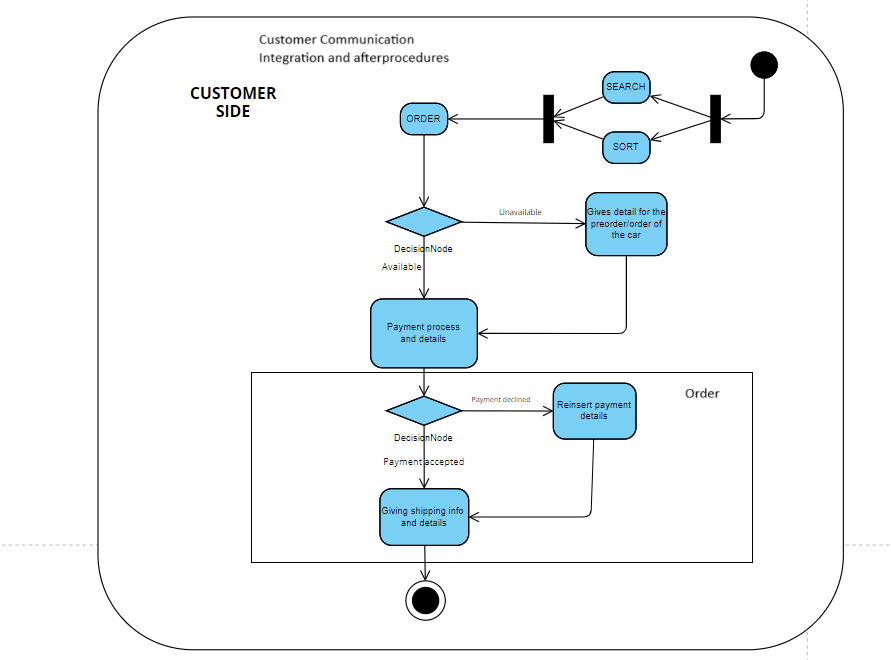 Customer Communication
Integration and afterprocedures
CUSTOMER
SIDE
SEARCH
ORDER
SORT
Unavailable
Gives detail for the
preorder/order of
the car
DecisionNode
Available
Payment process
and details
Order
Payment declined
Reinsert payment
details
DecisionNode
Payment accepted
Giving shipping info
and details